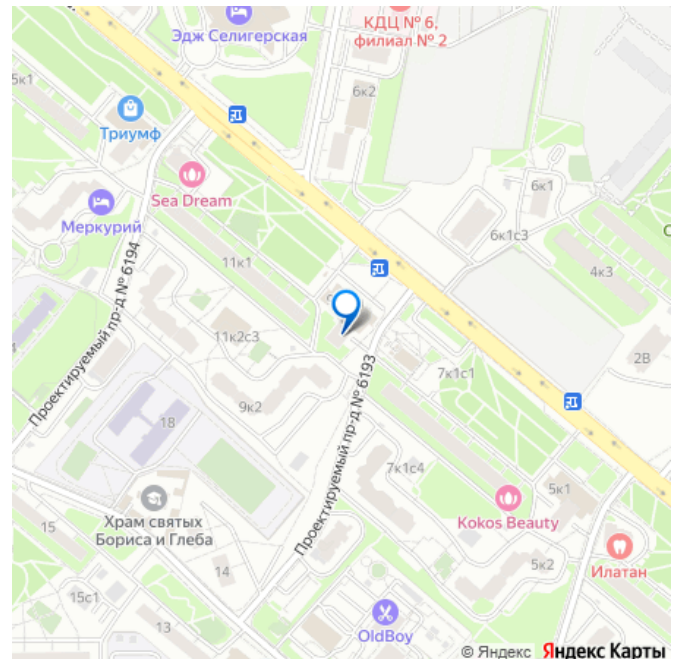 КДЦ № 6,
филиал № 2
Эдж Селигерская
5к1
6к2
Триумф
Sea Dream
6к1
Меркурий
6к1с3
11к1
4к3
Проектируемый пр-д № 6194
11к2с3
2В
7к1с1
9к2
Проектируемый пр-д № 6193
18
7к1с4
5к1
Kokos Beauty
Храм святых
Бориса и Глеба
15
Илатан
5к2
14
15с1
13
OldBoy
© Яндекс Яндекс Карты